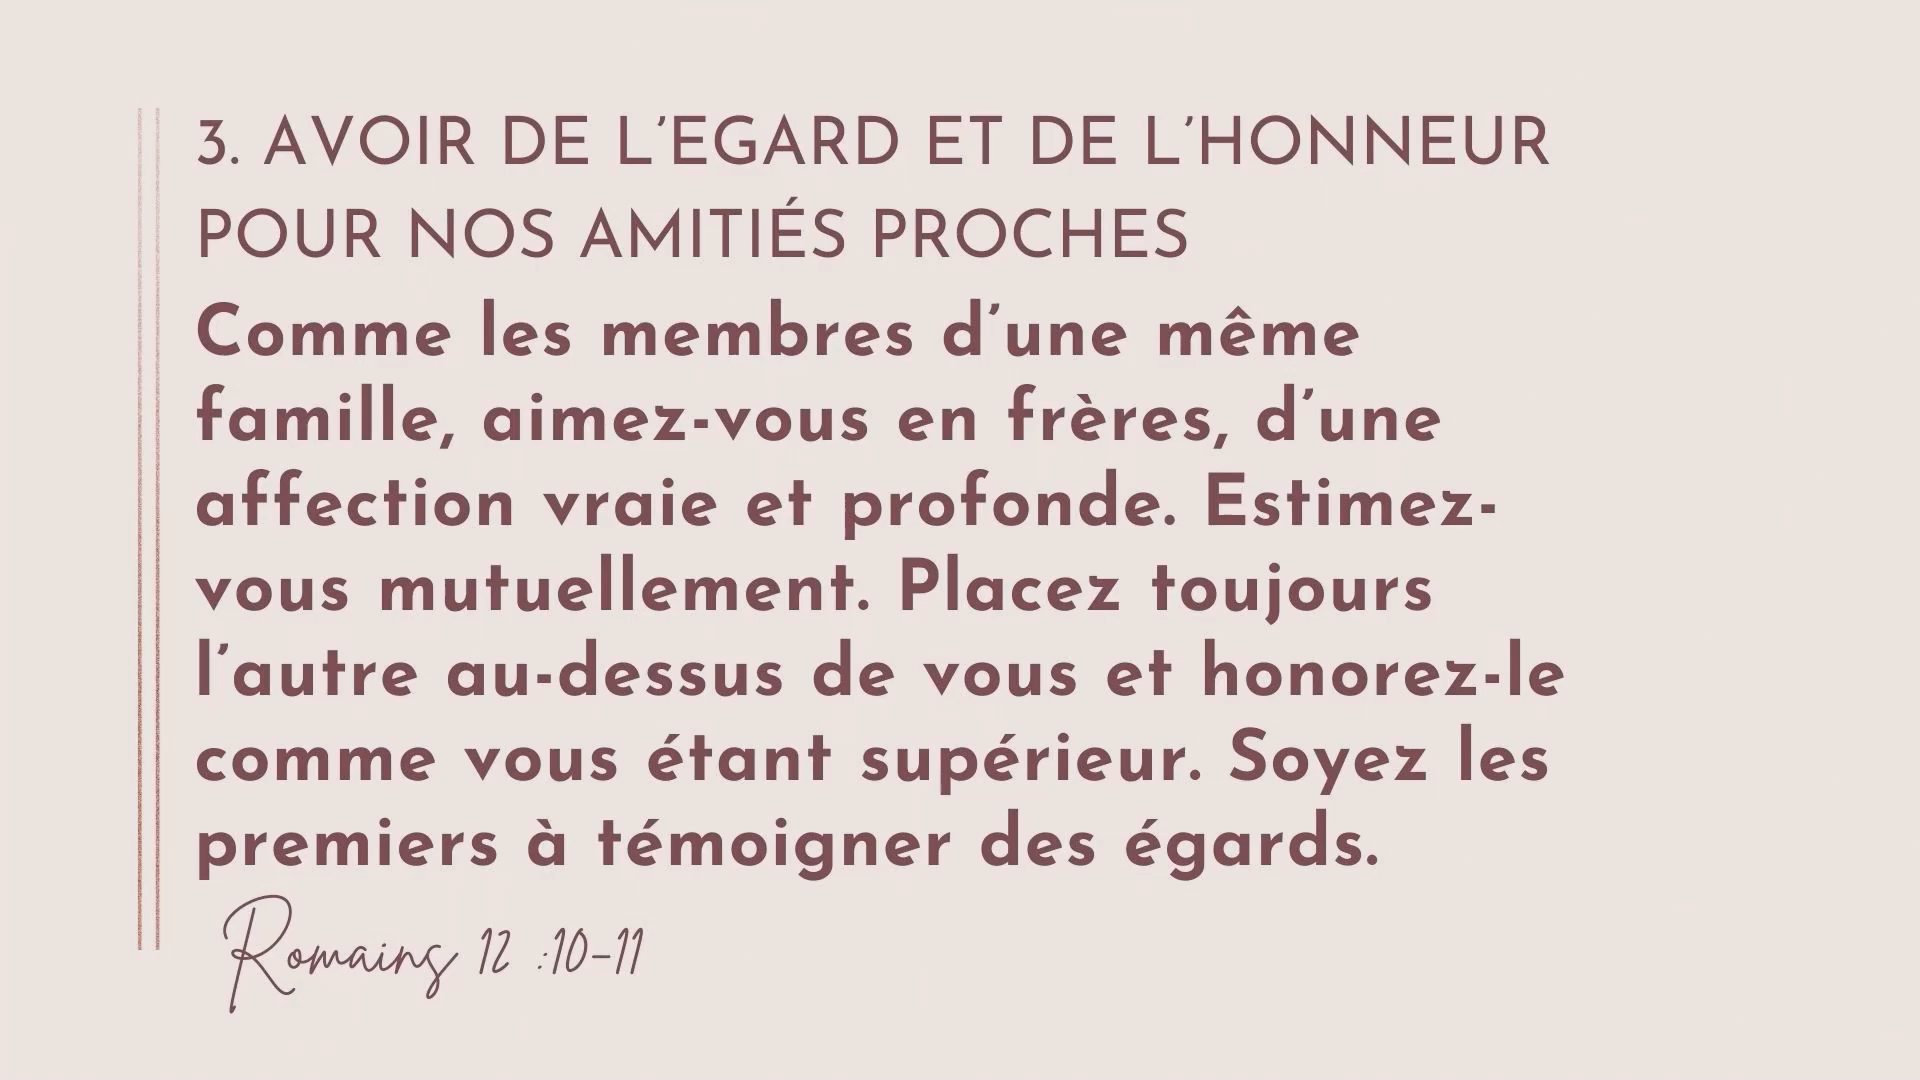 3. AVOIR DE L’EGARD ET DE L’HONNEUR
POUR NOS AMITIÉS PROCHES
Comme les membres d’une même
famille, aimez-vous en frères, d’une
affection vraie et profonde. Estimez-
vous mutuellement. Placez toujours
l’autre au-dessus de vous et honorez-le
comme vous étant supérieur. Soyez les
premiers à témoigner des égards.
Romains 12 :10-11